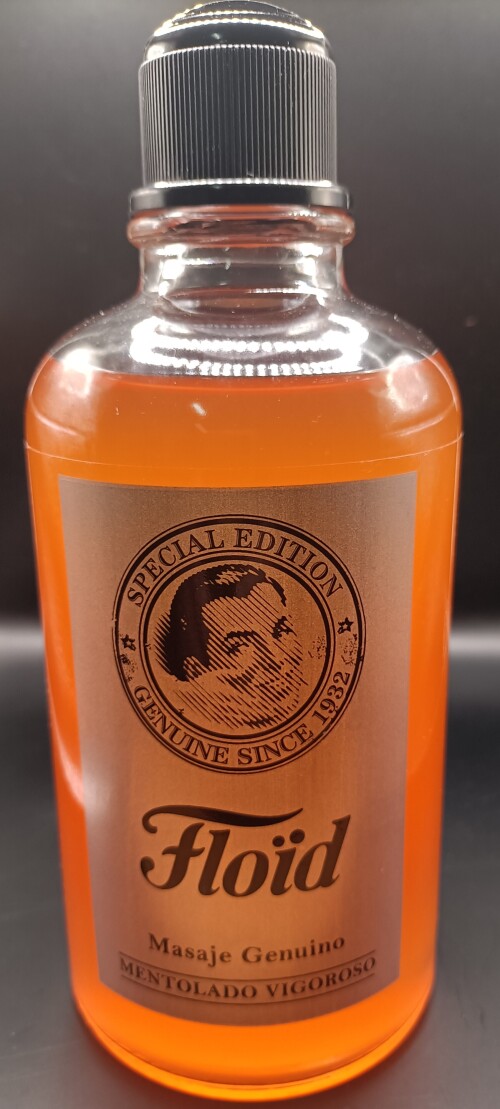 SPECIAL EDITION
GENUINE SINCE 1932
Floïd
Masaje Genuino
MENTOLADO VIGOROSO